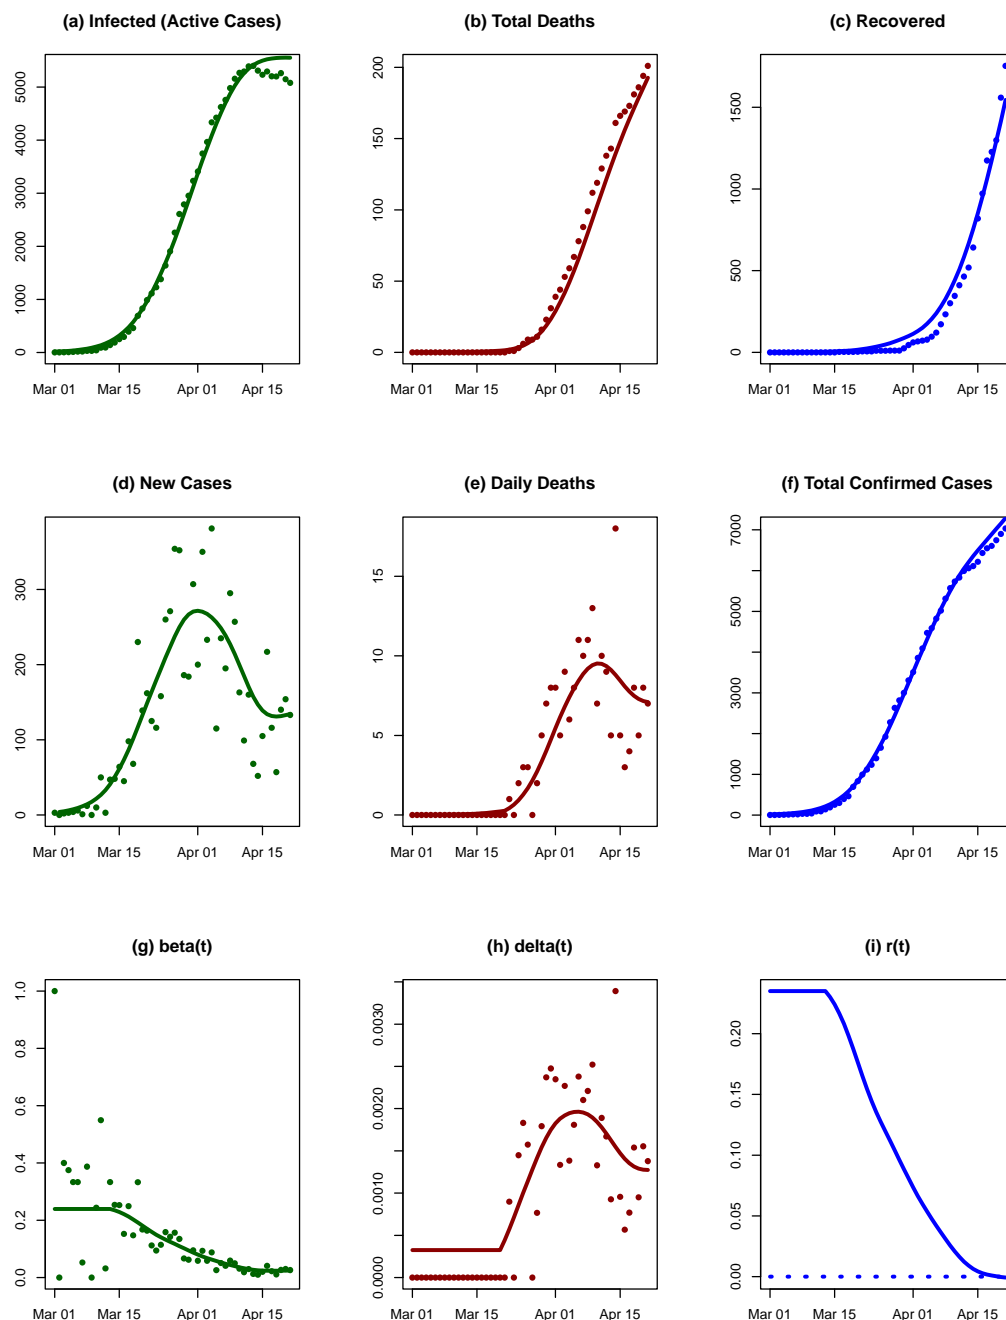 (a) Infected (Active Cases)
(b) Total Deaths
(c) Recovered
5000
4000
3000
2000
1000
0
Mar 01 Mar 15 Apr 01 Apr 15
200
150
100
50
0
Mar 01 Mar 15 Apr 01 Apr 15
1500
1000
500
0
Mar 01 Mar 15 Apr 01 Apr 15
(d) New Cases
(e) Daily Deaths
(f) Total Confirmed Cases
300
200
100
0
Mar 01 Mar 15 Apr 01 Apr 15
15
10
5
0
Mar 01 Mar 15 Apr 01 Apr 15
7000
5000
3000
1000
0
Mar 01 Mar 15 Apr 01 Apr 15
(g) beta(t)
(h) delta(t)
(i) r(t)
1.0
0.8
0.6
0.4
0.2
0.0
Mar 01 Mar 15 Apr 01 Apr 15
0.0030
0.0020
0.0010
0.0000
Mar 01 Mar 15 Apr 01 Apr 15
0.20
0.15
0.10
0.05
0.00
Mar 01 Mar 15 Apr 01 Apr 15